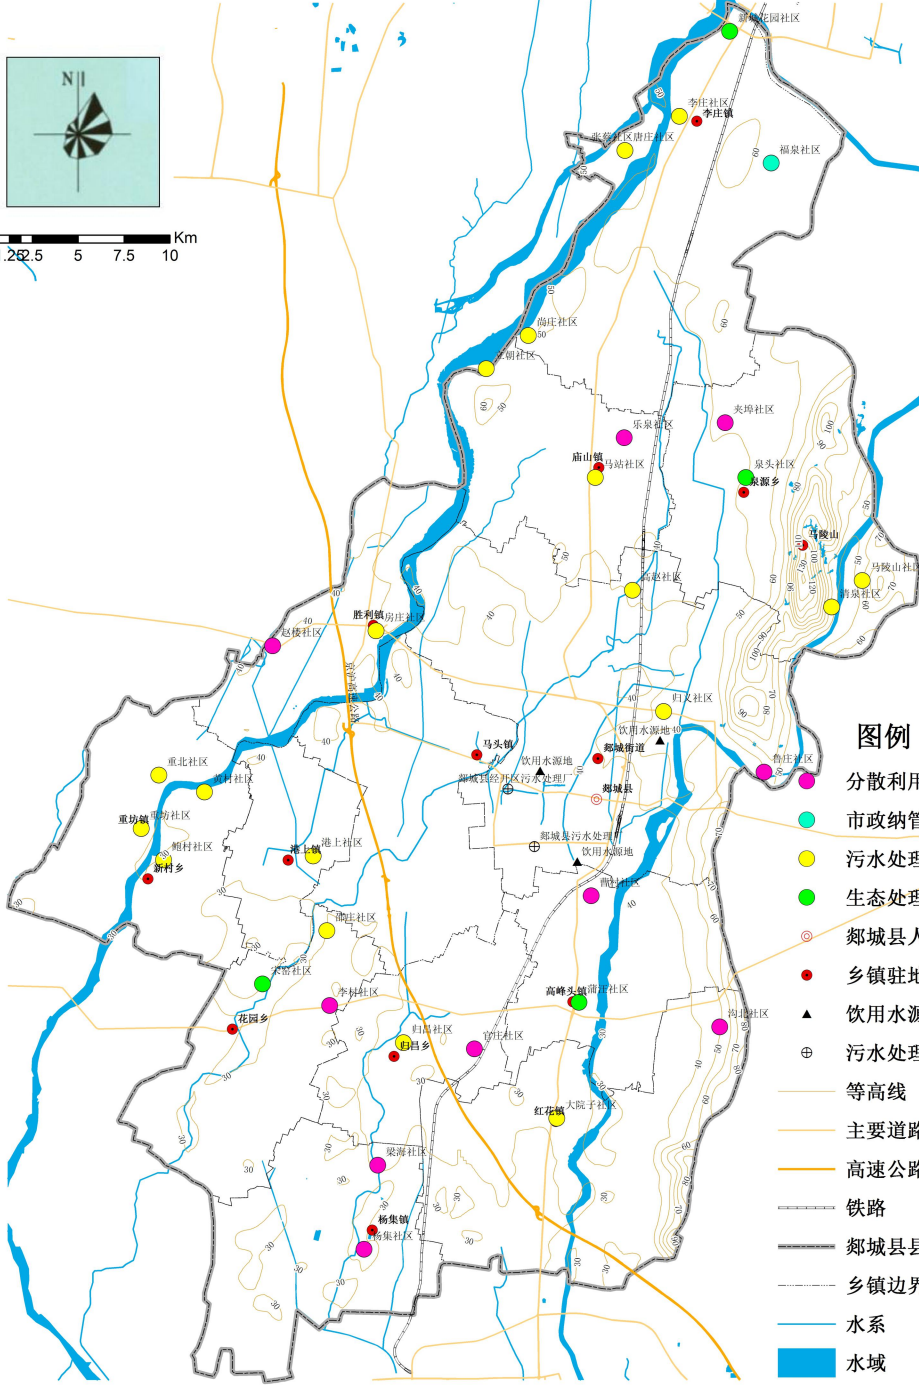 新城花园社区
N
李庄社区
李庄镇
张蔡社区唐庄社区
福泉社区
Km
2.5
5
7.5
10
尚庄社区
夹埠社区
乐泉社区
庙山镇
马站社区
泉头社区
泉源乡
马陵山
马陵山社区
高赵社区
清泉社区
胜利镇
房庄社区
赵楼社区
京沪高速公路
归义社区
饮用水源地
图例
马头镇
郯城街道
重北社区
饮用水源地
鲁庄社区
分散利用
黄村社区
郯城县经开区污水处理厂
郯城县
市政纳管
重坊镇
重坊社区
郯城县污水处理厂
鲍村社区
港上镇
港上社区
污水处理
新村乡
饮用水源地
曹村社区
生态处理
邵庄社区
郯城县人
宋窑社区
乡镇驻地
李村社区
高峰头镇
蒲汪社区
花园乡
沟北社区
饮用水源
归昌社区
归昌乡
官庄社区
污水处理
等高线
红花镇
大院子社区
主要道路
梁海社区
高速公路
铁路
杨集镇
杨集社区
郯城县县
乡镇边界
水系
水域